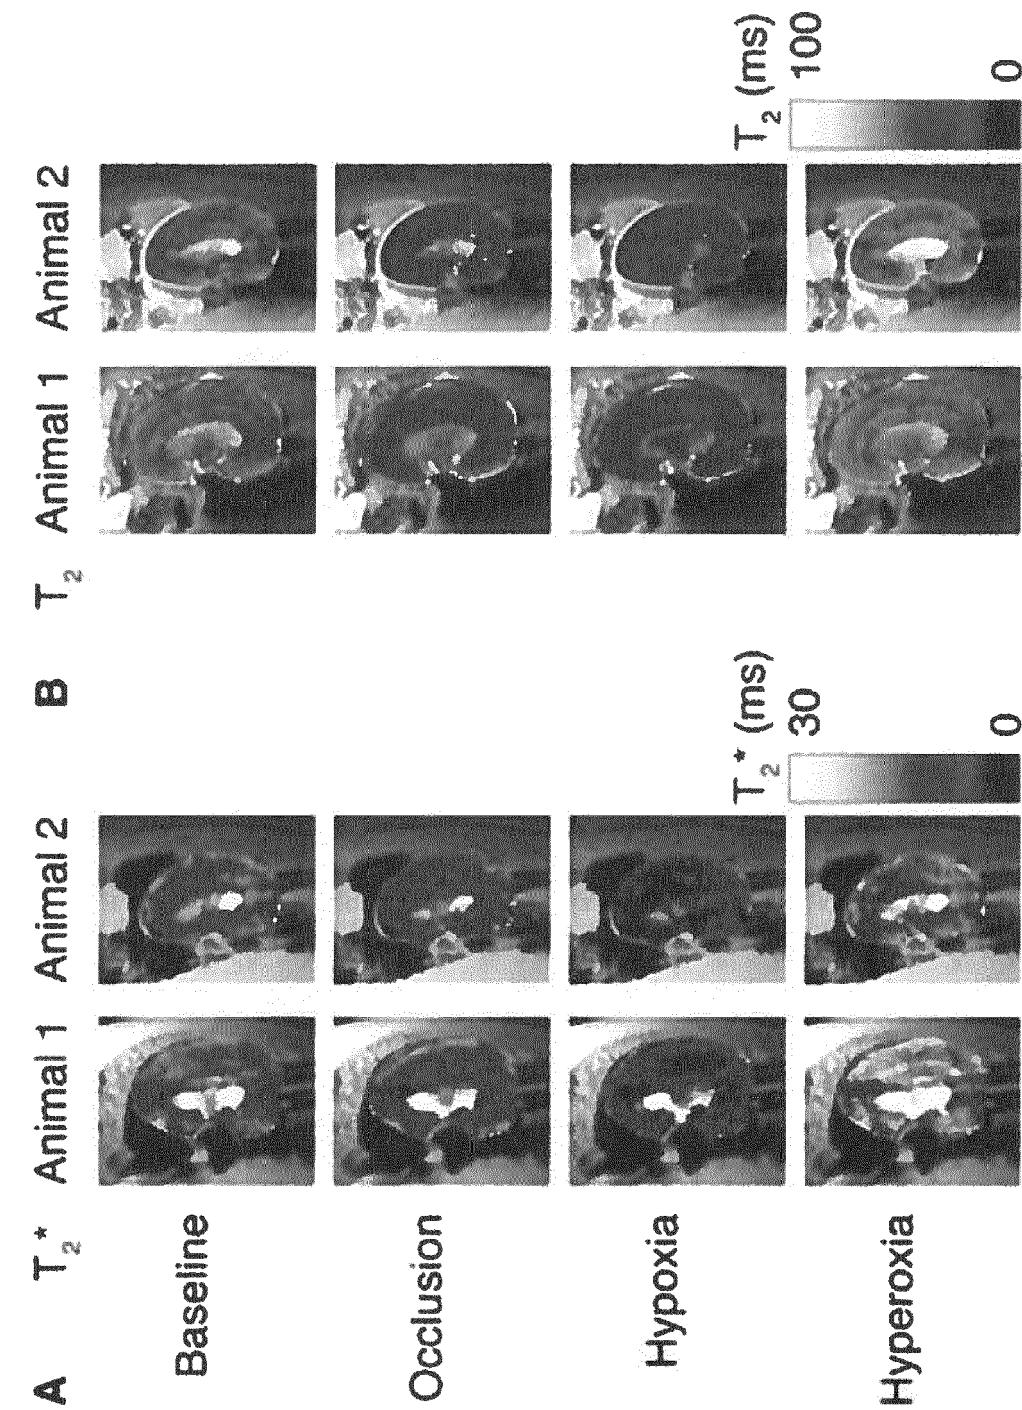 A T₂* Animal 1 Animal 2 B T₂ Animal 1 Animal 2
Baseline
Occlusion
Hypoxia
T₂* (ms) T₂ (ms)
30 100
Hyperoxia
0 0